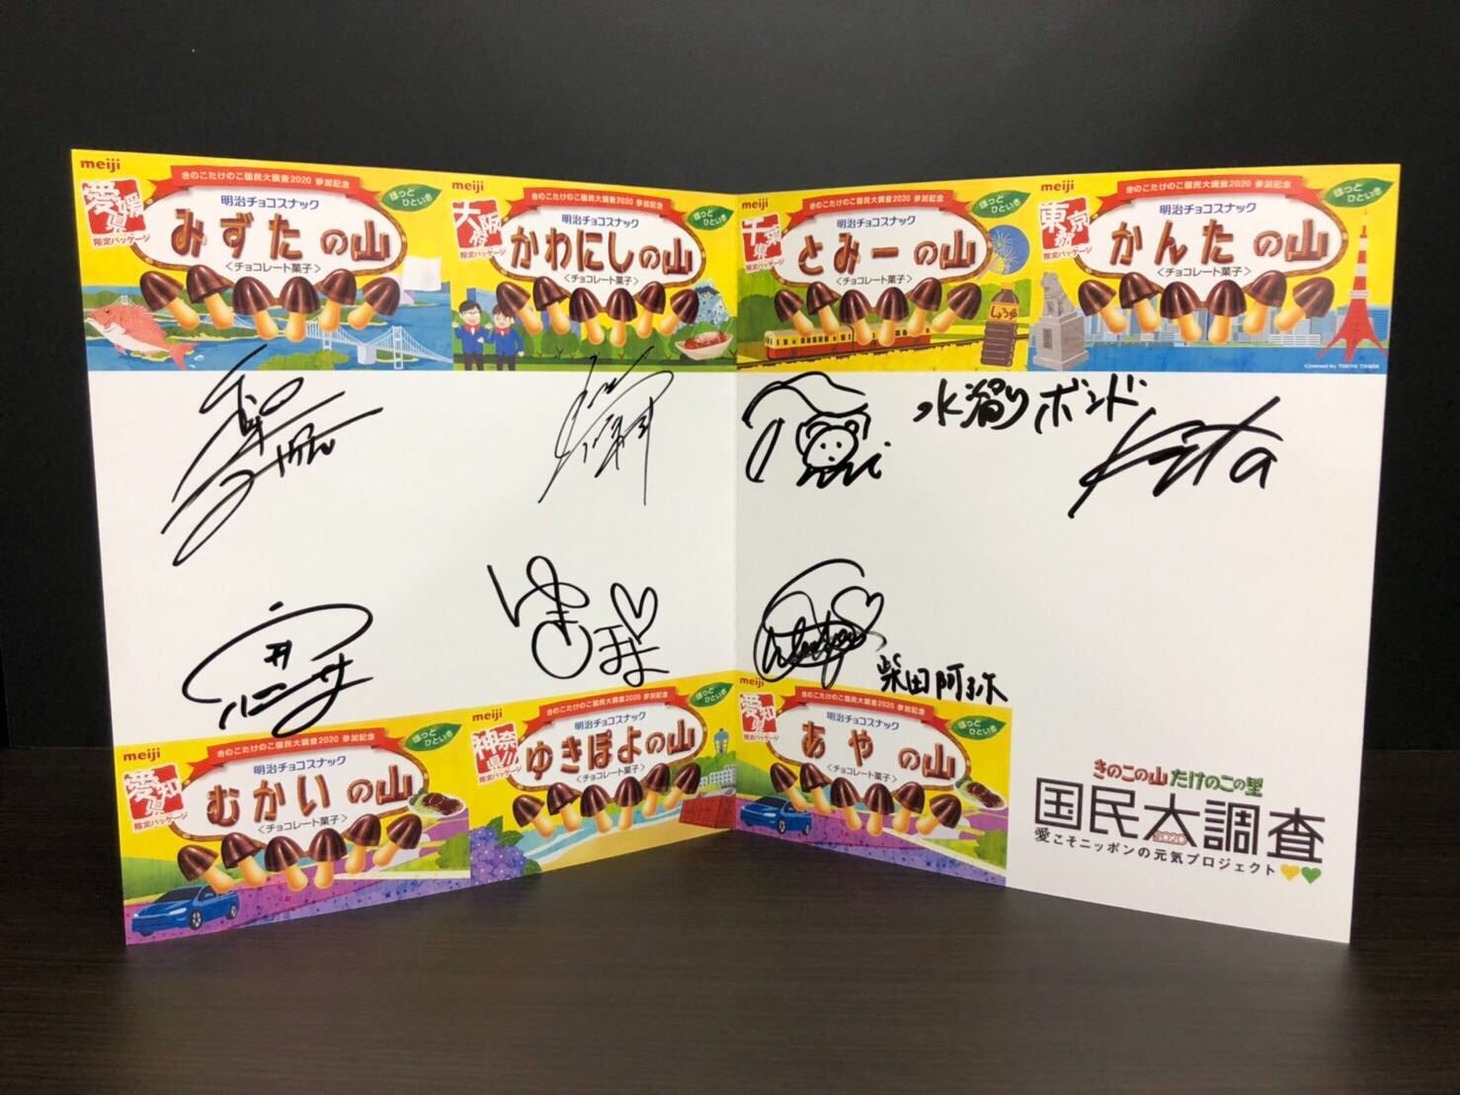 meiji
きのこたけのこ国民大調査2020 参加記念
愛媛県
限定パッケージ
明治チョコスナック
ほっとひといき
みずたの山
<チョコレート菓子>
meiji
きのこたけのこ国民大調査2020 参加記念
大阪府
限定パッケージ
明治チョコスナック
ほっとひといき
かわにしの山
<チョコレート菓子>
meiji
きのこたけのこ国民大調査2020 参加記念
千葉県
限定パッケージ
明治チョコスナック
ほっとひといき
とみーの山
<チョコレート菓子>
しょうゆ
meiji
きのこたけのこ国民大調査2020 参加記念
東京都
限定パッケージ
明治チョコスナック
ほっとひといき
かんたの山
<チョコレート菓子>
Licensed by TOKYO TOWER
水溜りボンド
柴田阿弥
meiji
きのこたけのこ国民大調査2020 参加記念
愛知県
限定パッケージ
明治チョコスナック
ほっとひといき
むかいの山
<チョコレート菓子>
meiji
きのこたけのこ国民大調査2020 参加記念
神奈川県
限定パッケージ
明治チョコスナック
ほっとひといき
ゆきぽよの山
<チョコレート菓子>
meiji
きのこたけのこ国民大調査2020 参加記念
愛知県
限定パッケージ
明治チョコスナック
ほっとひといき
あやの山
<チョコレート菓子>
きのこの山たけのこの里
国民大調査
2020
愛こそニッポンの元気プロジェクト